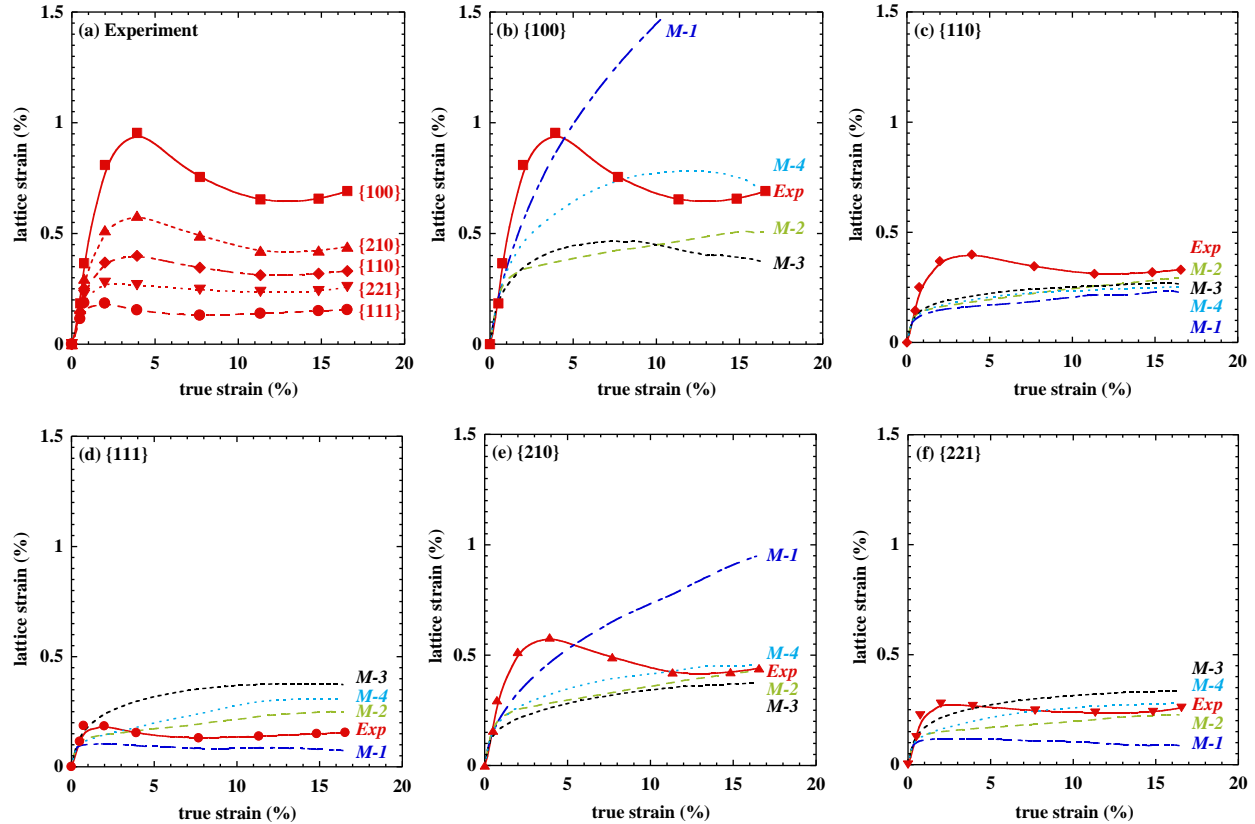 (a) Experiment
1.5
1
0.5
0
{100}
{210}
{110}
{221}
{111}
0 5 10 15 20
true strain (%)
lattice strain (%)
(b) {100}
1.5
1
0.5
0
M-1
M-4
Exp
M-2
M-3
0 5 10 15 20
true strain (%)
lattice strain (%)
(c) {110}
1.5
1
0.5
0
Exp
M-2
M-3
M-4
M-1
0 5 10 15 20
true strain (%)
lattice strain (%)
(d) {111}
1.5
1
0.5
0
M-3
M-4
M-2
Exp
M-1
0 5 10 15 20
true strain (%)
lattice strain (%)
(e) {210}
1.5
1
0.5
0
M-1
M-4
Exp
M-2
M-3
0 5 10 15 20
true strain (%)
lattice strain (%)
(f) {221}
1.5
1
0.5
0
M-3
M-4
Exp
M-2
M-1
0 5 10 15 20
true strain (%)
lattice strain (%)